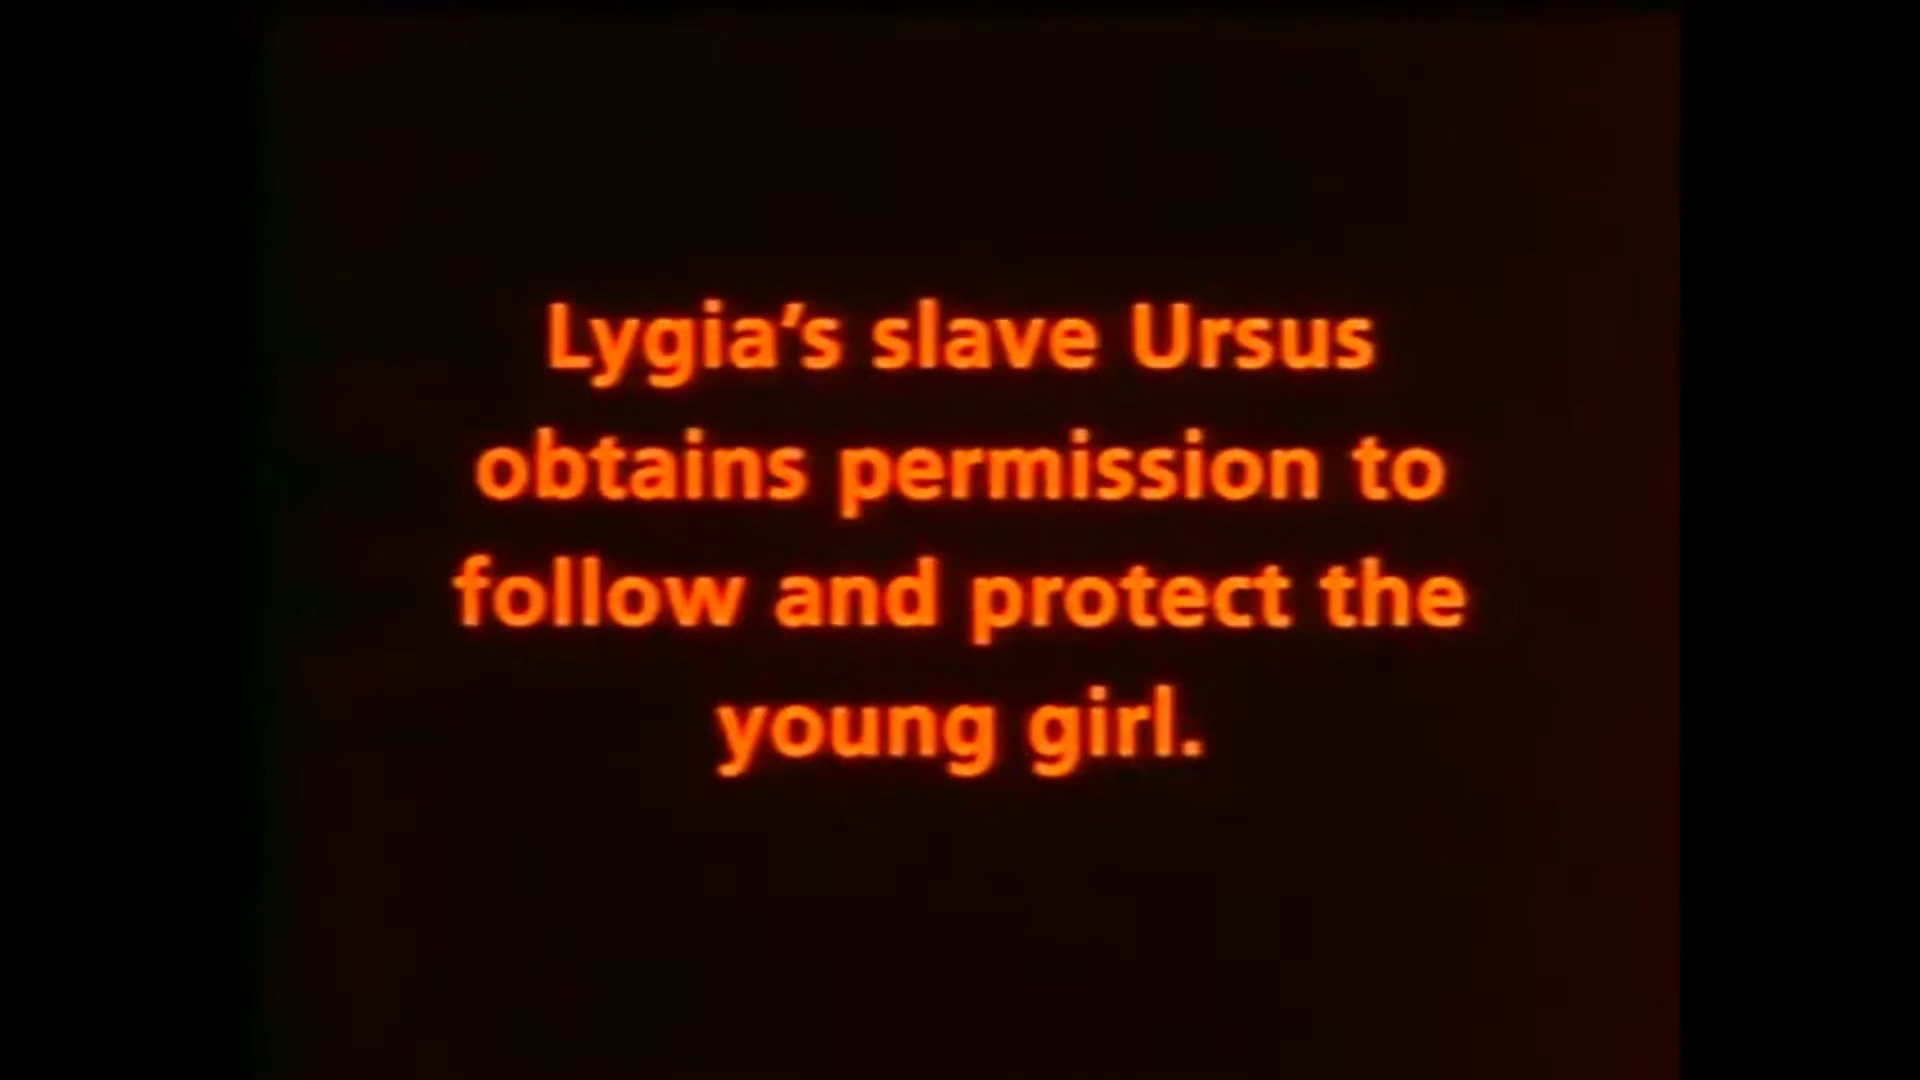 Lygia’s slave Ursus
obtains permission to
follow and protect the
young girl.